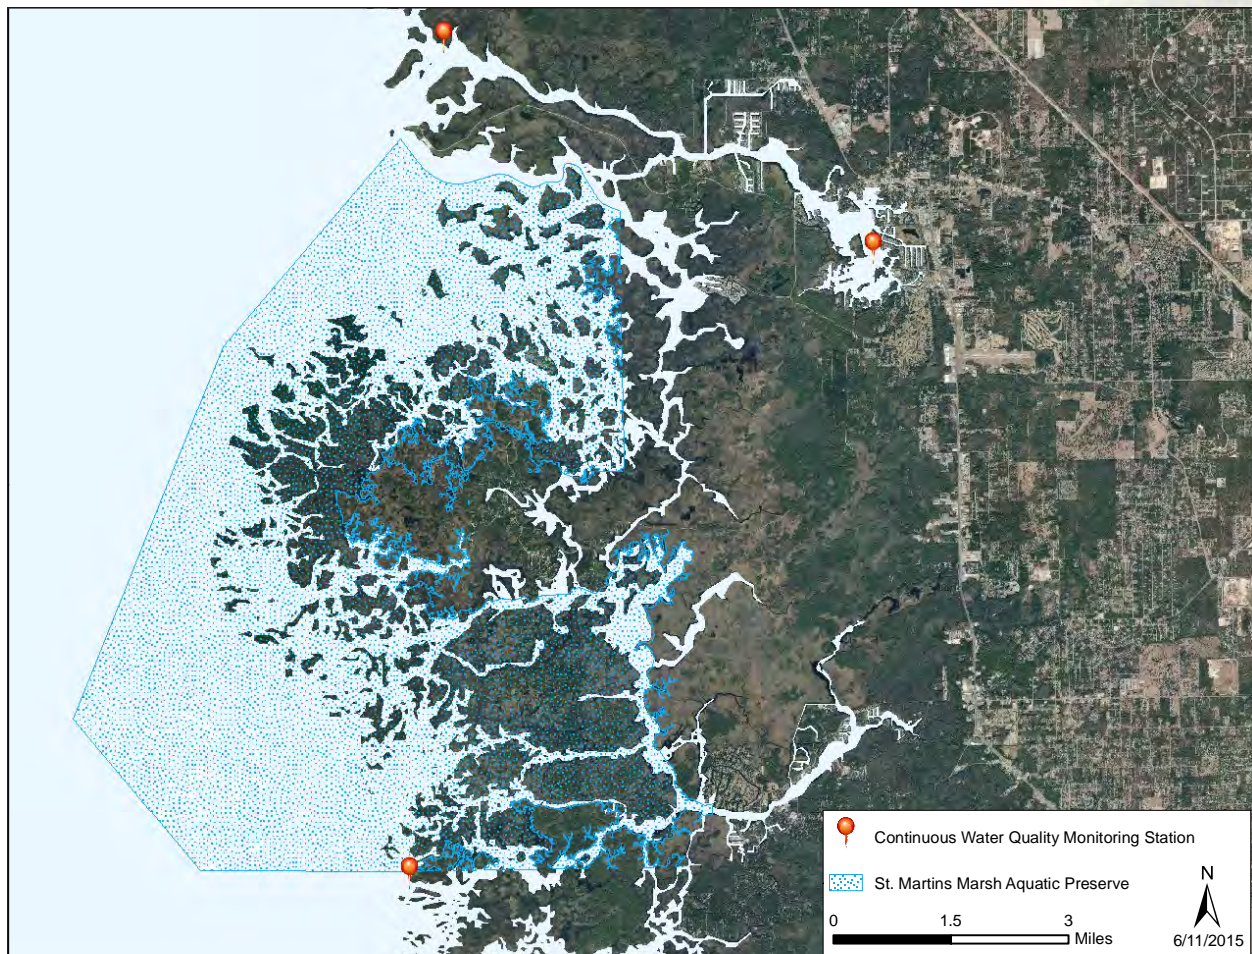 Continuous Water Quality Monitoring Station
St. Martins Marsh Aquatic Preserve
N
0 1.5 3
Miles
6/11/2015